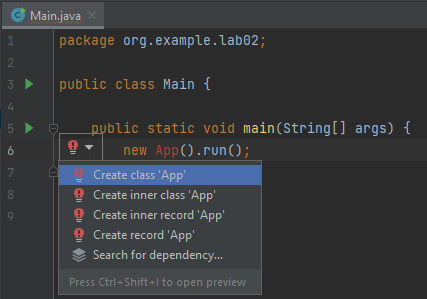 Main.java
1 package org.example.lab02;
2
3 public class Main {
4
5 public static void main(String[] args) {
6 new App().run();
7
8
9
Create class 'App'
Create inner class 'App'
Create inner record 'App'
Create record 'App'
Search for dependency...
Press Ctrl+Shift+I to open preview